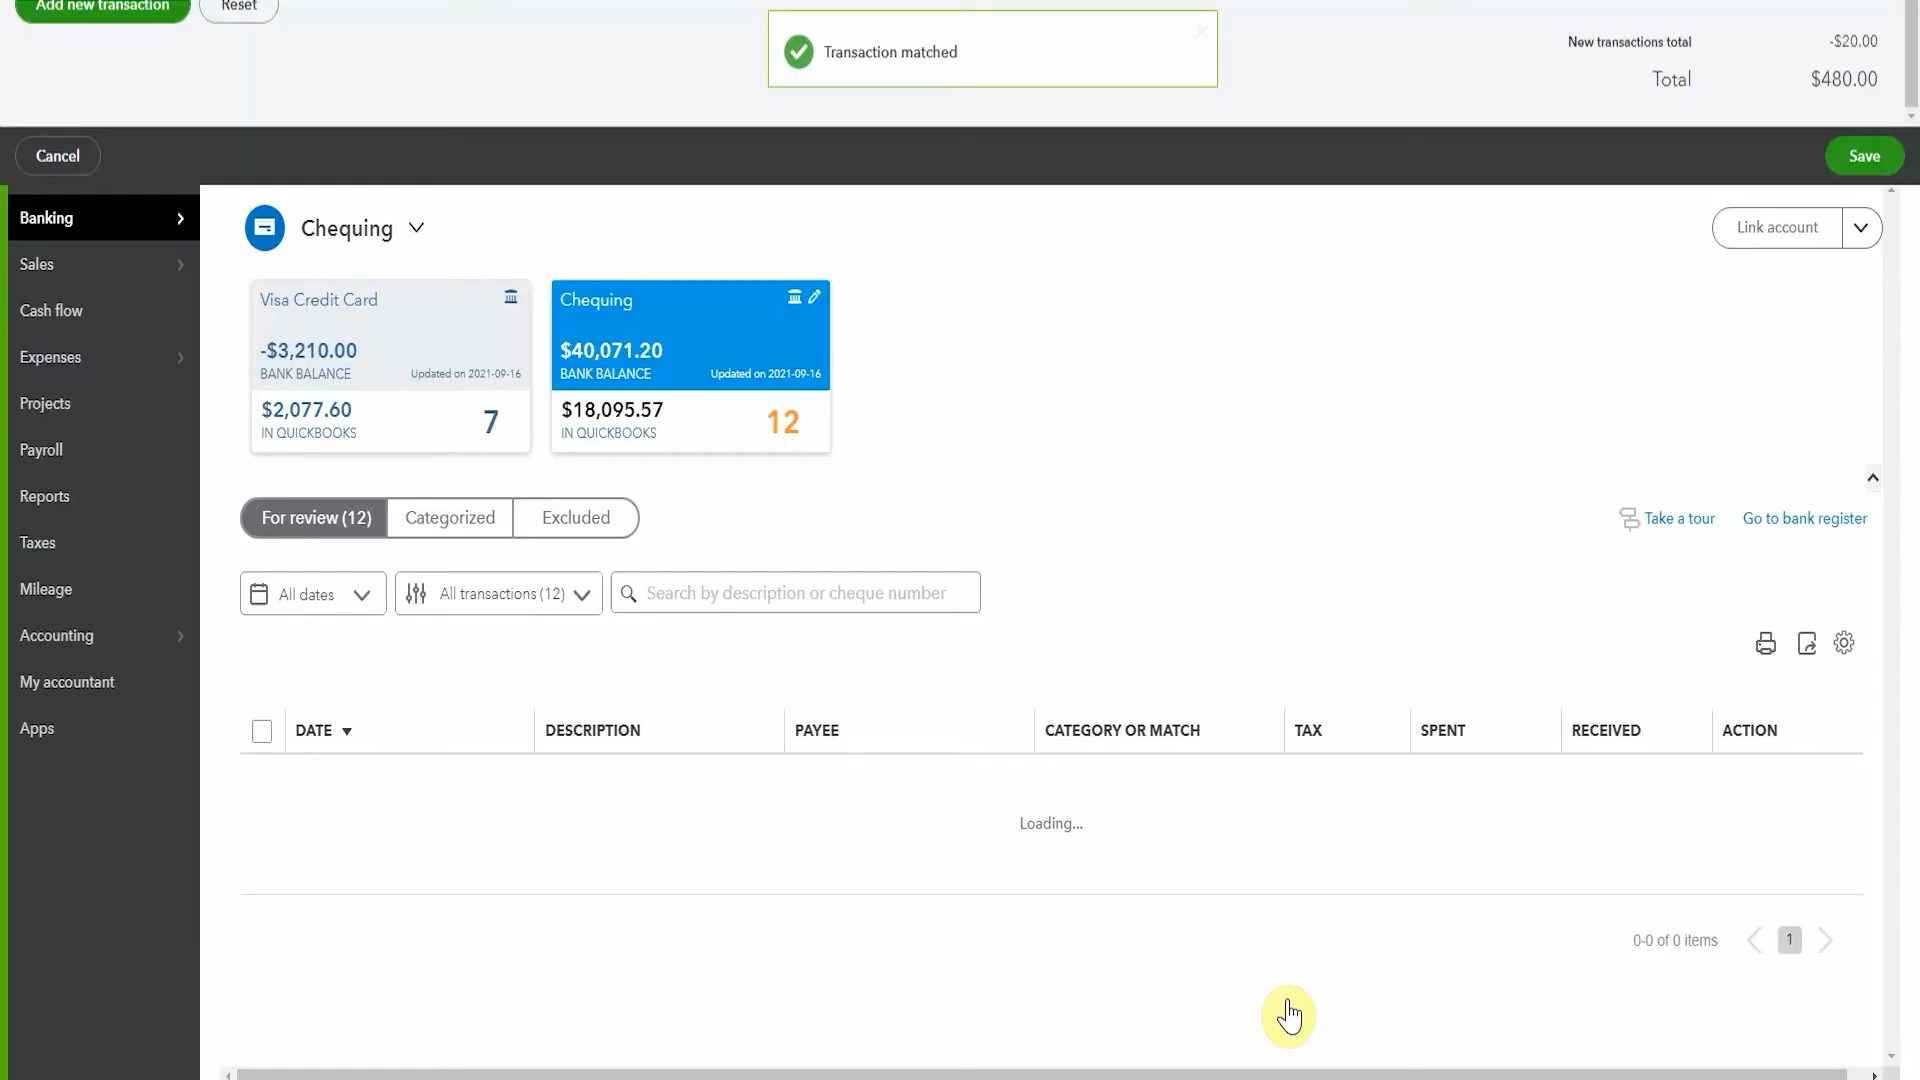 Add new transaction
Reset
Transaction matched
New transactions total
-$20.00
Total
$480.00
Cancel
Save
Banking
Sales
Cash flow
Expenses
Projects
Payroll
Reports
Taxes
Mileage
Accounting
My accountant
Apps
Chequing
Link account
Visa Credit Card
-$3,210.00
BANK BALANCE
Updated on 2021-09-16
$2,077.60
IN QUICKBOOKS
7
Chequing
$40,071.20
BANK BALANCE
Updated on 2021-09-16
$18,095.57
IN QUICKBOOKS
12
For review (12)
Categorized
Excluded
Take a tour
Go to bank register
All dates
All transactions (12)
Search by description or cheque number
DATE
DESCRIPTION
PAYEE
CATEGORY OR MATCH
TAX
SPENT
RECEIVED
ACTION
Loading...
0-0 of 0 items
1